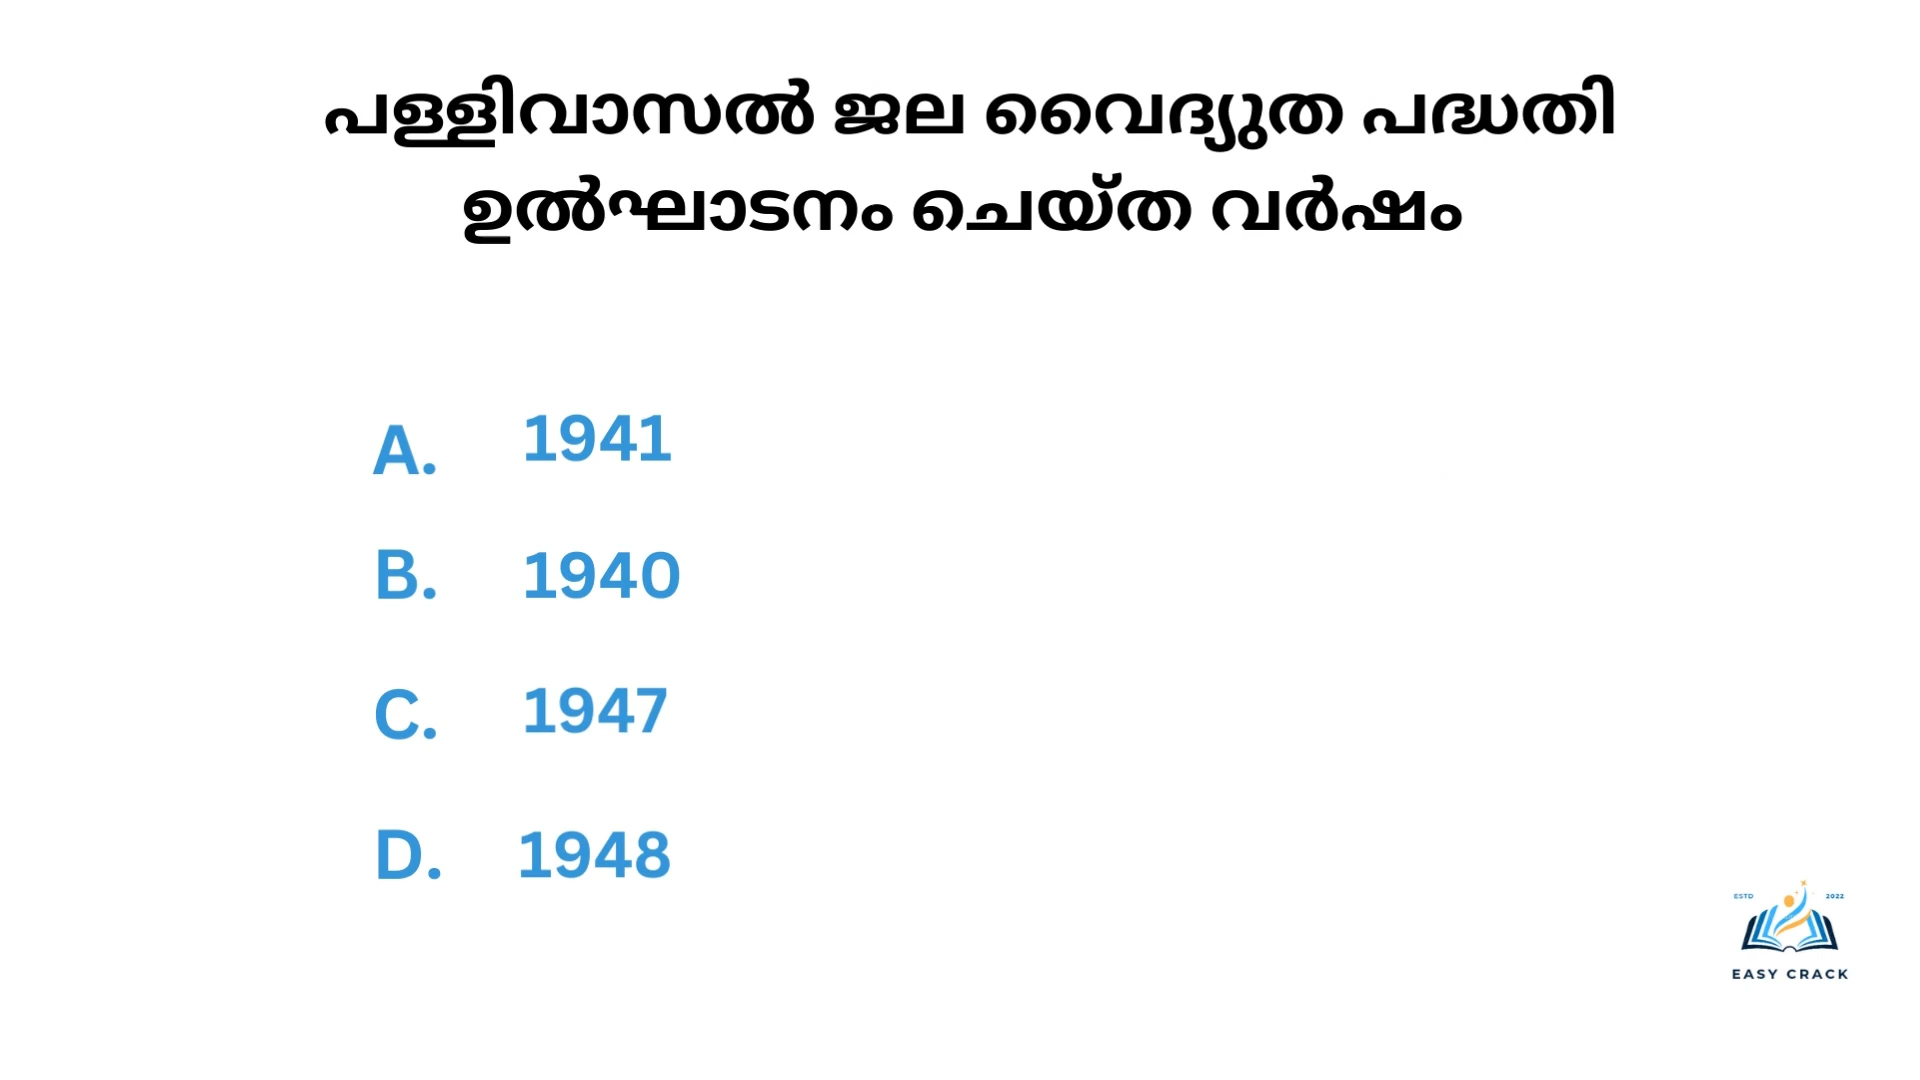 പള്ളിവാസൽ ജല വൈദ്യുത പദ്ധതി
ഉൽഘാടനം ചെയ്ത വർഷം
A. 1941
B. 1940
C. 1947
D. 1948
ESTD 2022
EASY CRACK